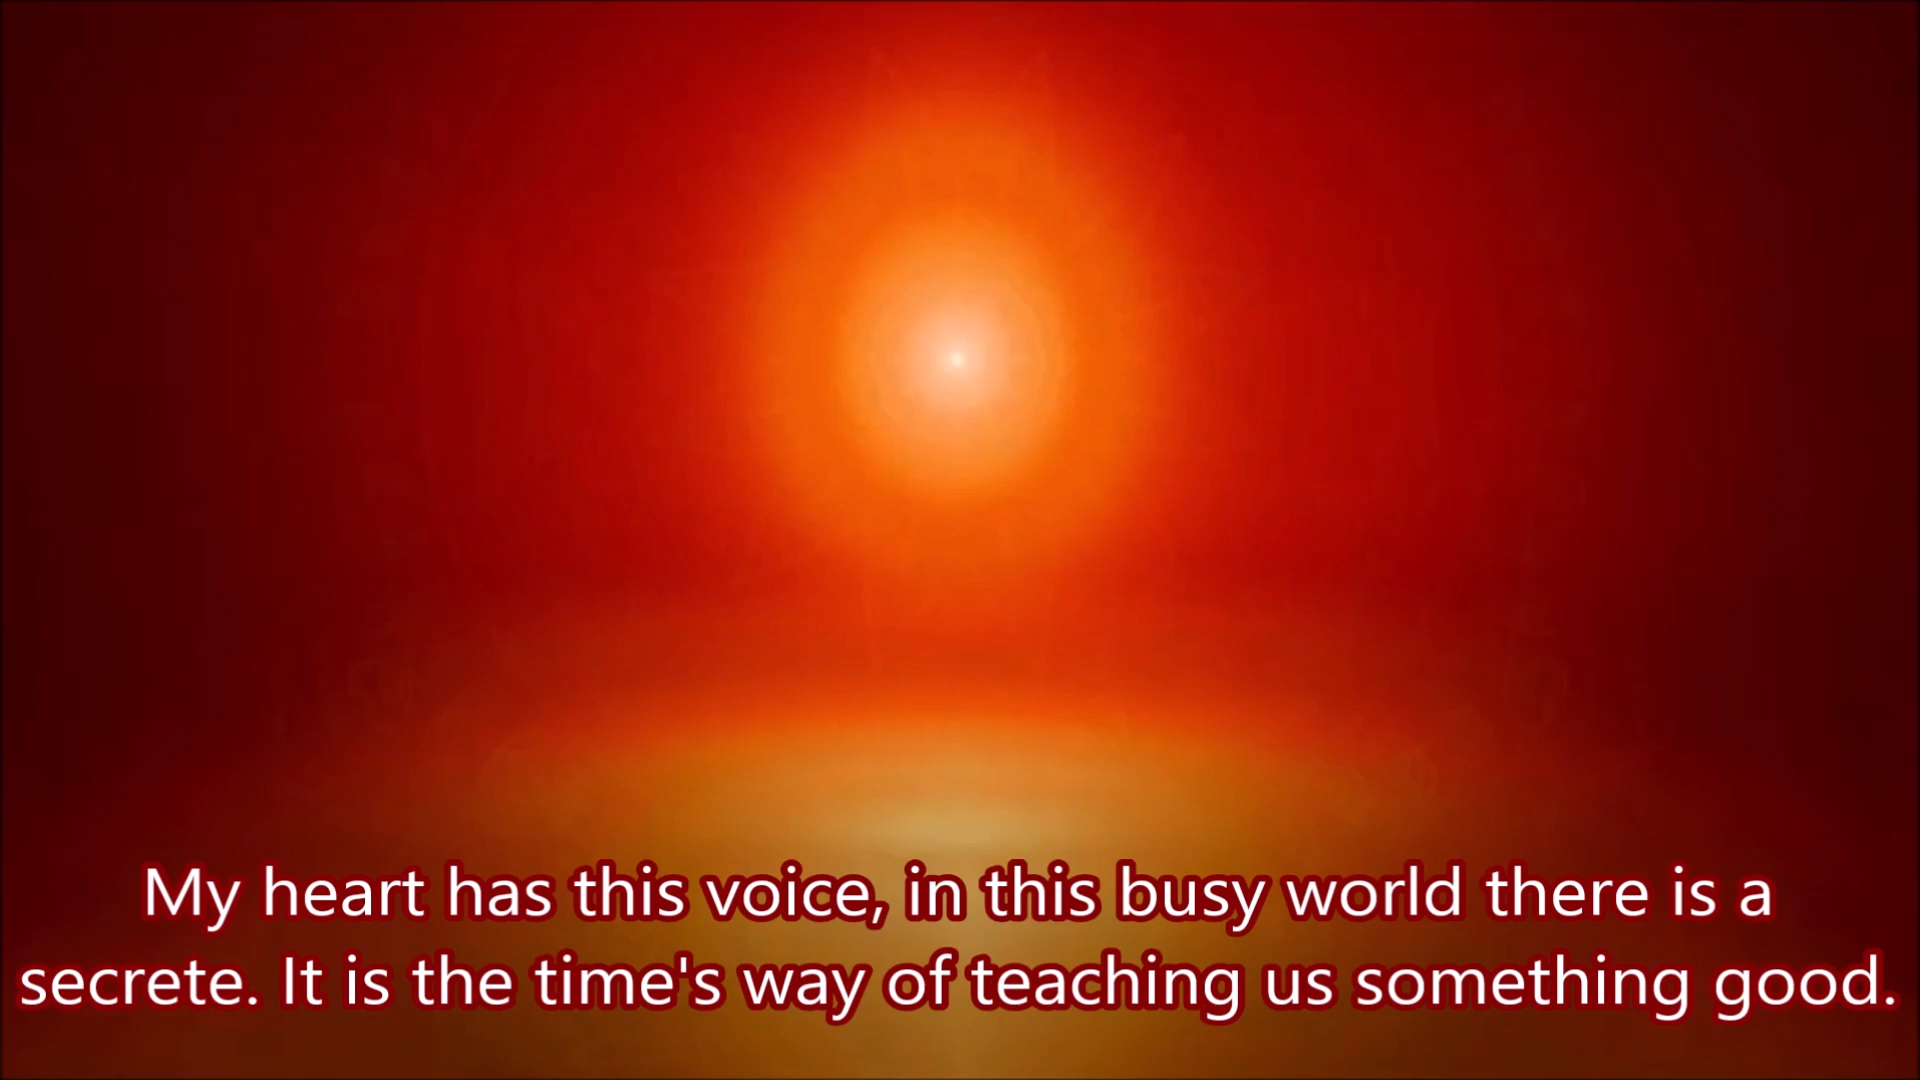 My heart has this voice, in this busy world there is a
secrete. It is the time's way of teaching us something good.